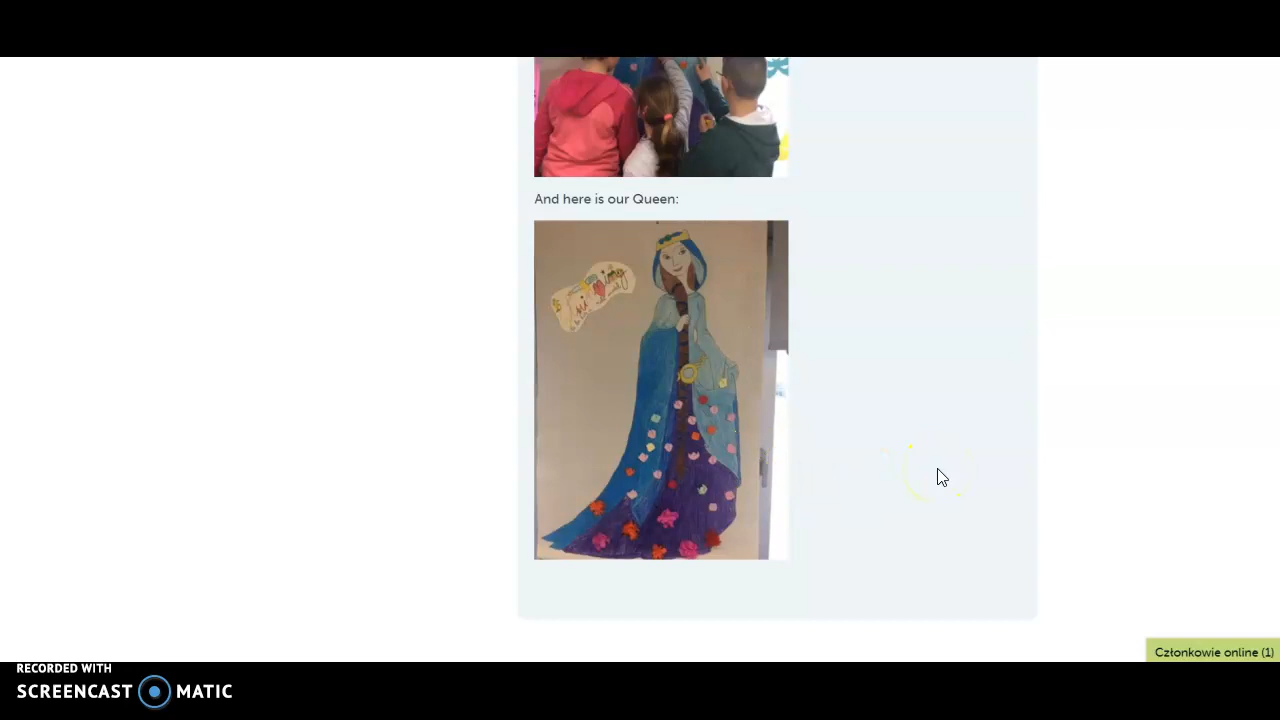 And here is our Queen:
Członkowie online (1)
RECORDED WITH
SCREENCAST MATIC